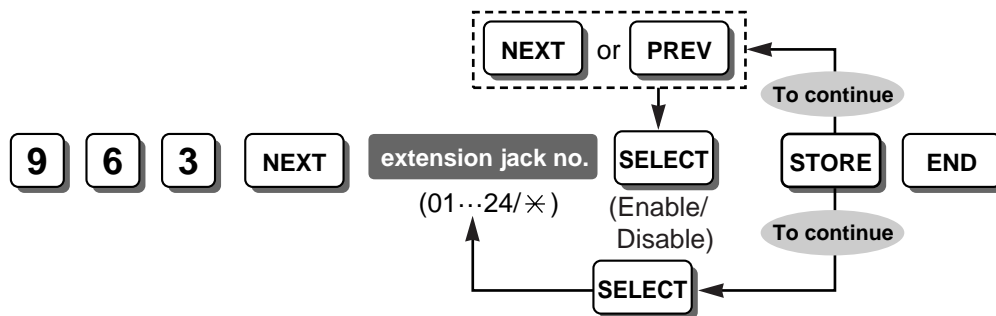 NEXT or PREV
To continue
9 6 3 NEXT extension jack no. SELECT STORE END
(01···24/✳)
(Enable/
Disable)
To continue
SELECT